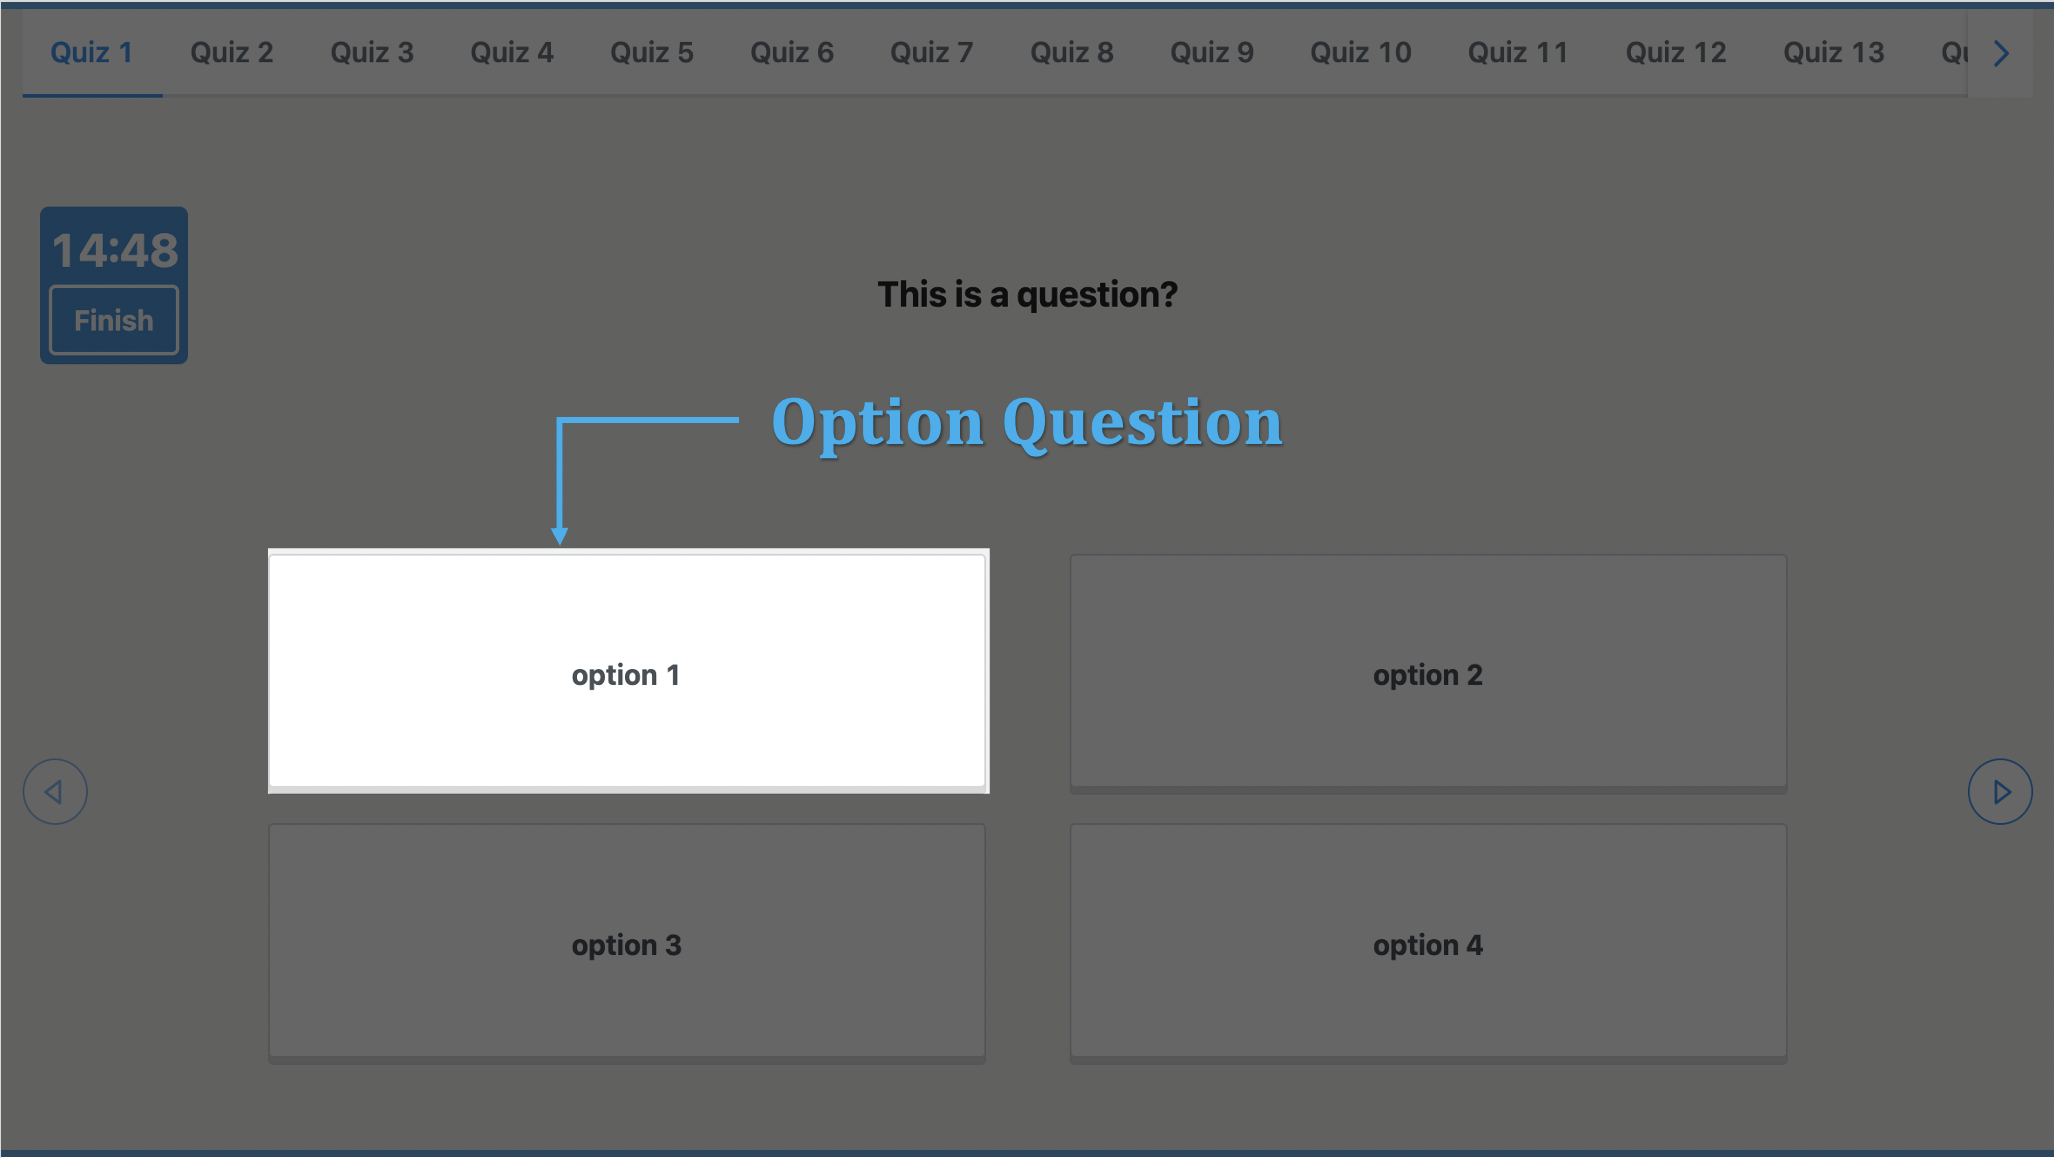 Quiz 1 Quiz 2 Quiz 3 Quiz 4 Quiz 5 Quiz 6 Quiz 7 Quiz 8 Quiz 9 Quiz 10 Quiz 11 Quiz 12 Quiz 13
14:48
Finish
This is a question?
Option Question
option 1
option 2
option 3
option 4